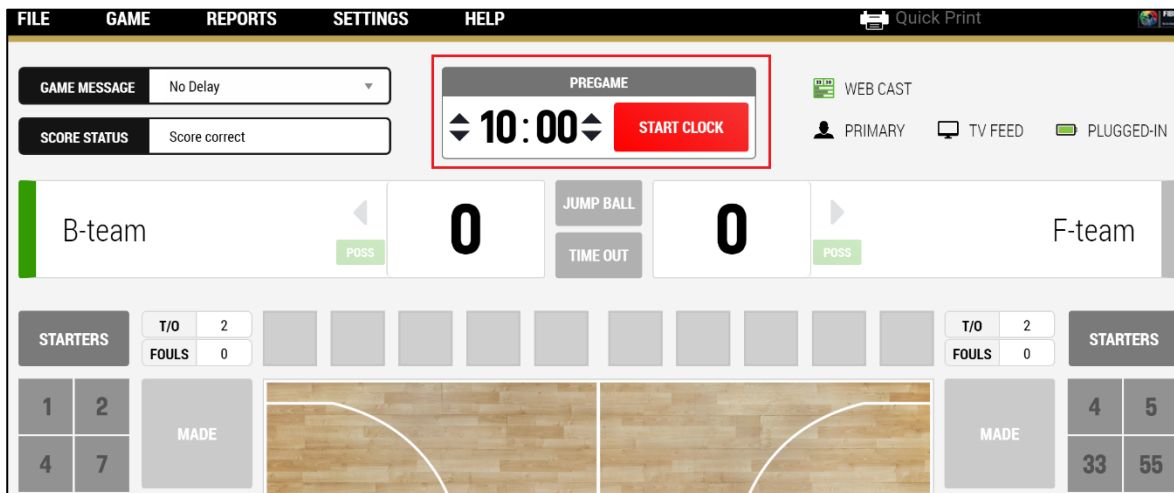 FILE GAME REPORTS SETTINGS HELP Quick Print
GAME MESSAGE No Delay
SCORE STATUS Score correct
PREGAME
10:00 START CLOCK
WEB CAST
PRIMARY TV FEED PLUGGED-IN
B-team
POSS
0
JUMP BALL
TIME OUT
0
POSS
F-team
STARTERS
T/O 2
FOULS 0
T/O 2
FOULS 0
STARTERS
1 2
4 7
MADE
MADE
4 5
33 55